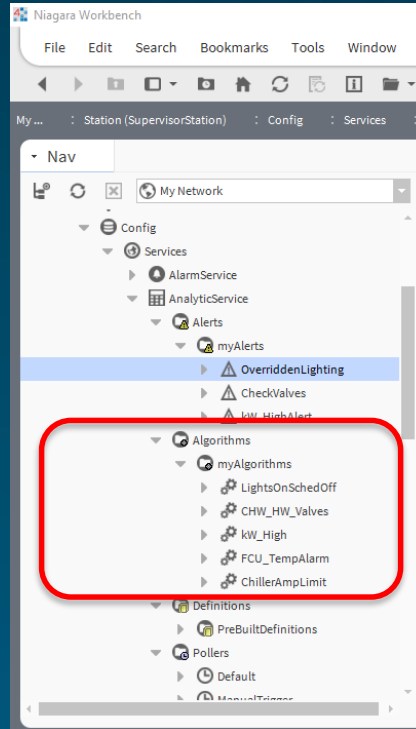 Niagara Workbench
File Edit Search Bookmarks Tools Window
My ... : Station (SupervisorStation) : Config : Services :
Nav
My Network
Config
Services
AlarmService
AnalyticService
Alerts
myAlerts
OverriddenLighting
CheckValves
kW_HighAlert
Algorithms
myAlgorithms
LightsOnSchedOff
CHW_HW_Valves
kW_High
FCU_TempAlarm
ChillerAmpLimit
Definitions
PreBuiltDefinitions
Pollers
Default
ManualTrigger